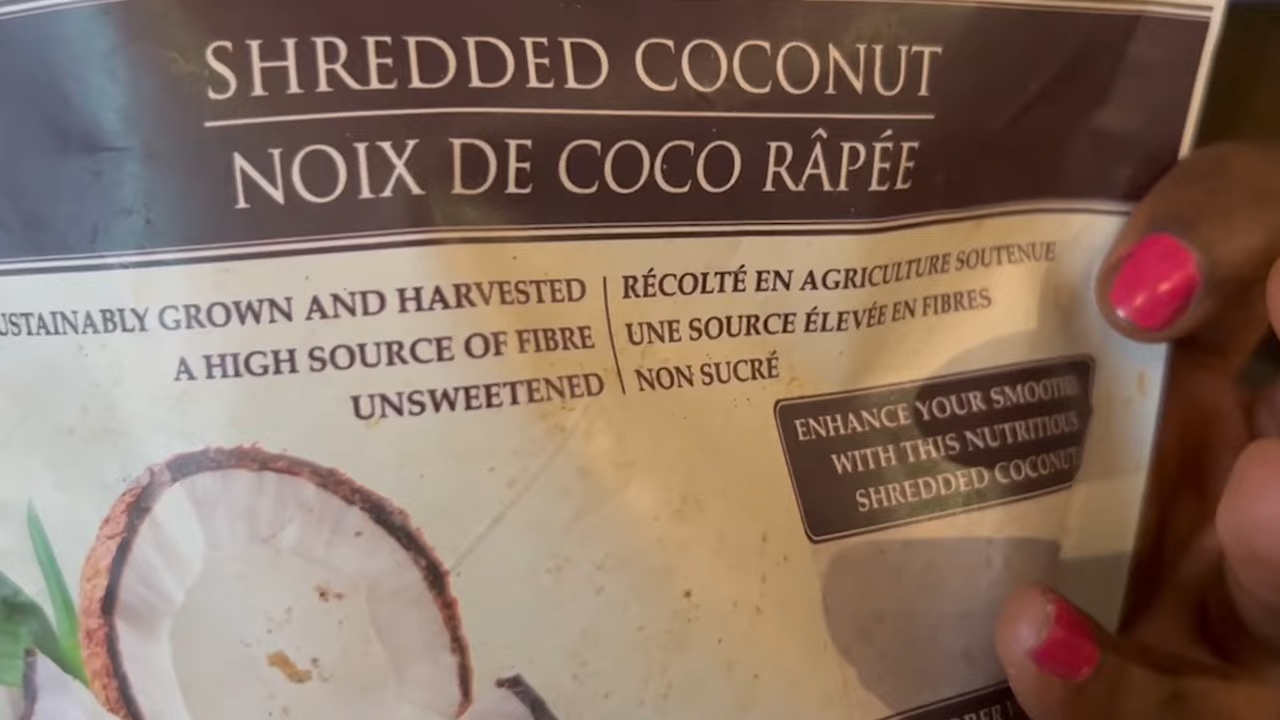 SHREDDED COCONUT
NOIX DE COCO RÂPÉE
USTAINABLY GROWN AND HARVESTED
A HIGH SOURCE OF FIBRE
UNSWEETENED
RÉCOLTÉ EN AGRICULTURE SOUTENUE
UNE SOURCE ÉLEVÉE EN FIBRES
NON SUCRÉ
ENHANCE YOUR SMOOTH
WITH THIS NUTRITIOUS
SHREDDED COCONUT